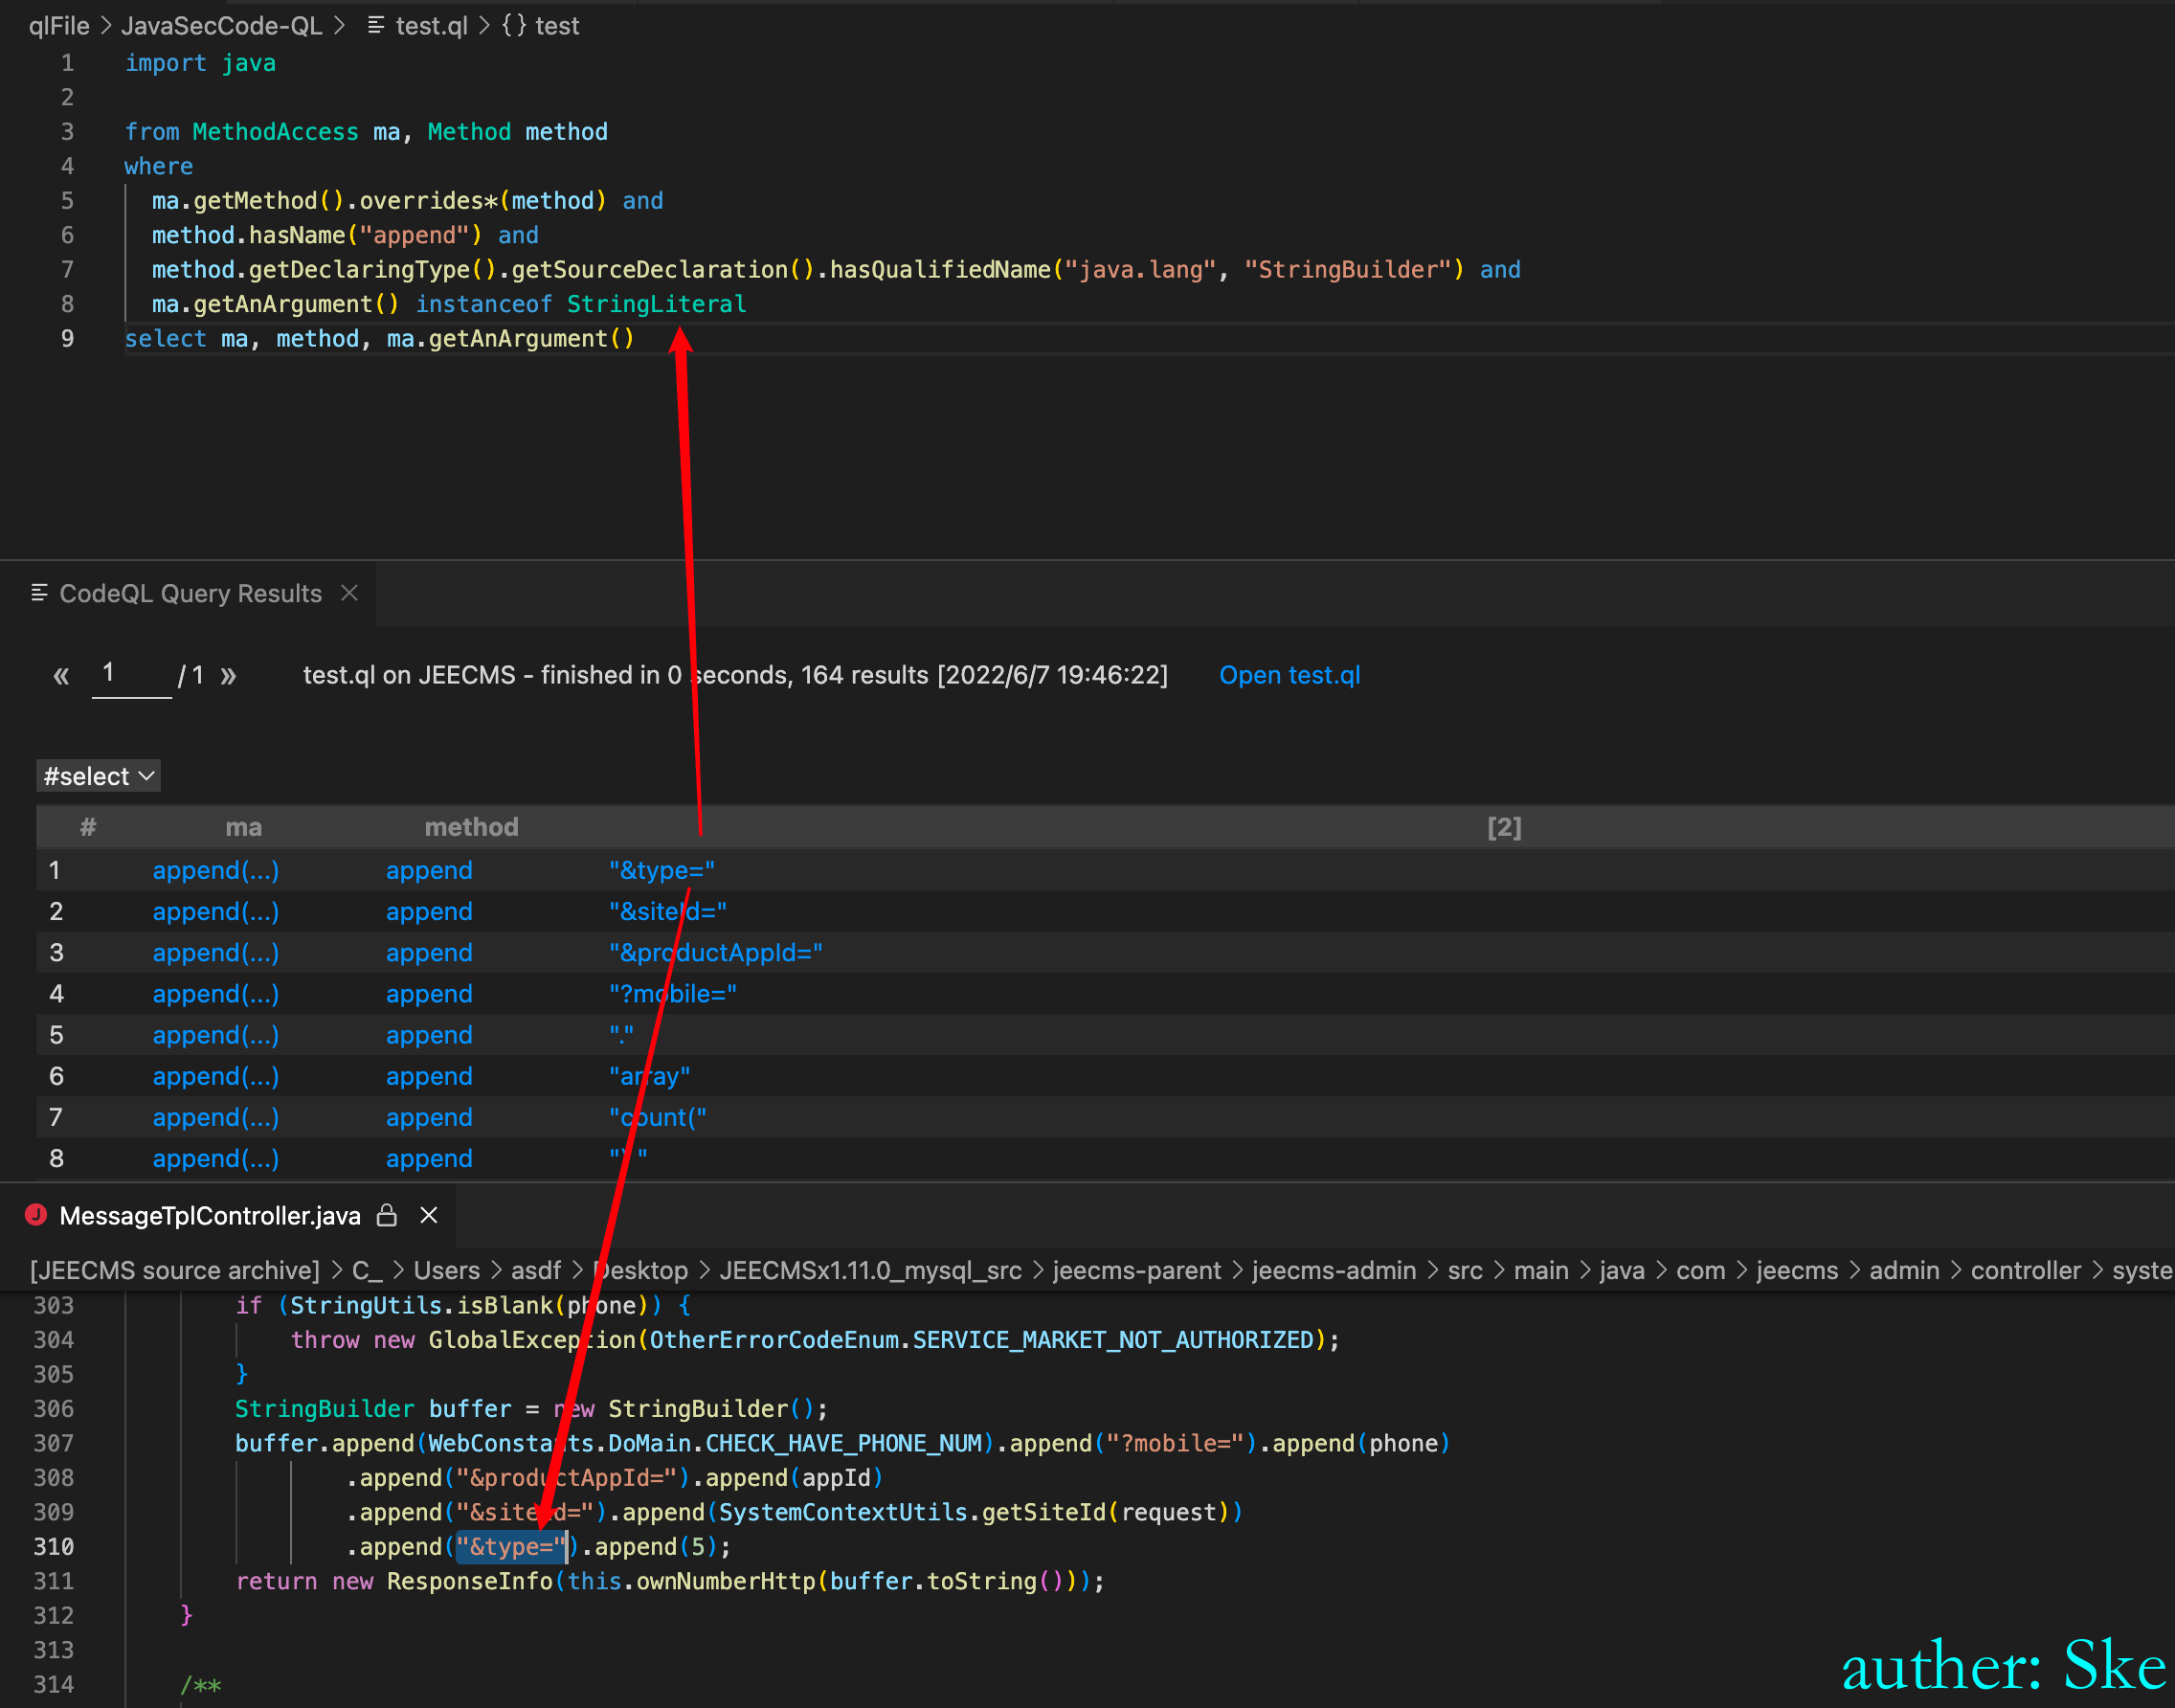 qlFile > JavaSecCode-QL > test.ql > {} test
1 import java
2
3 from MethodAccess ma, Method method
4 where
5 ma.getMethod().overrides*(method) and
6 method.hasName("append") and
7 method.getDeclaringType().getSourceDeclaration().hasQualifiedName("java.lang", "StringBuilder") and
8 ma.getAnArgument() instanceof StringLiteral
9 select ma, method, ma.getAnArgument()
CodeQL Query Results ×
« 1 / 1 » test.ql on JEECMS - finished in 0 seconds, 164 results [2022/6/7 19:46:22] Open test.ql
#select
# ma method [2]
1 append(...) append "&type="
2 append(...) append "&siteId="
3 append(...) append "&productAppId="
4 append(...) append "?mobile="
5 append(...) append "."
6 append(...) append "array"
7 append(...) append "count("
8 append(...) append
J MessageTplController.java ×
[JEECMS source archive] > C_ > Users > asdf > Desktop > JEECMSx1.11.0_mysql_src > jeecms-parent > jeecms-admin > src > main > java > com > jeecms > admin > controller > syste
303 if (StringUtils.isBlank(phone)) {
304 throw new GlobalException(OtherErrorCodeEnum.SERVICE_MARKET_NOT_AUTHORIZED);
305 }
306 StringBuilder buffer = new StringBuilder();
307 buffer.append(WebConstants.DoMain.CHECK_HAVE_PHONE_NUM).append("?mobile=").append(phone)
308 .append("&productAppId=").append(appId)
309 .append("&siteId=").append(SystemContextUtils.getSiteId(request))
310 .append("&type=").append(5);
311 return new ResponseInfo(this.ownNumberHttp(buffer.toString()));
312 }
313
314 /**
auther: Ske